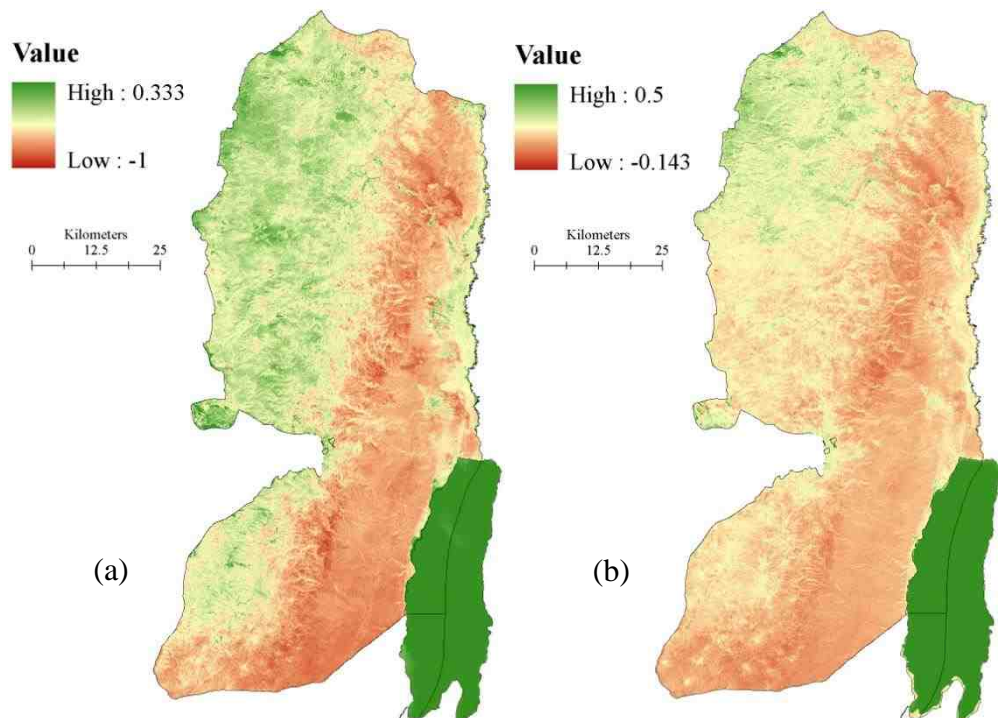 Value
High : 0.333
Low : -1
Kilometers
0 12.5 25
(a)
Value
High : 0.5
Low : -0.143
Kilometers
0 12.5 25
(b)